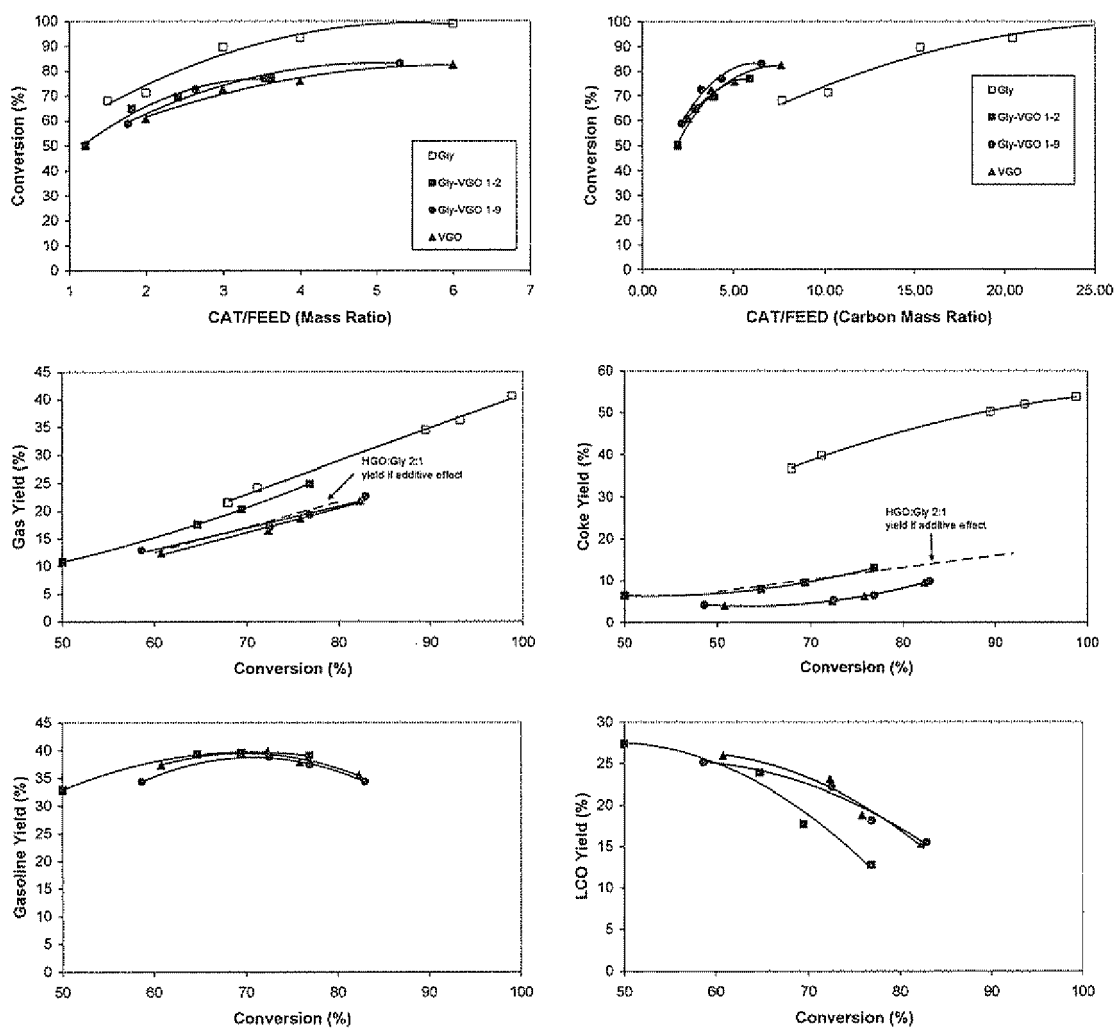 100
90
80
70
60
50
40
30
20
10
0
Conversion (%)
1 2 3 4 5 6 7
CAT/FEED (Mass Ratio)
Gly
Gly-VGO 1-2
Gly-VGO 1-9
VGO
100
90
80
70
60
50
40
30
20
10
0
Conversion (%)
0.00 5.00 10.00 15.00 20.00 25.00
CAT/FEED (Carbon Mass Ratio)
Gly
Gly-VGO 1-2
Gly-VGO 1-9
VGO
45
40
35
30
25
20
15
10
5
0
Gas Yield (%)
HGO:Gly 2:1
yield if additive effect
50 60 70 80 90 100
Conversion (%)
60
50
40
30
20
10
0
Coke Yield (%)
HGO:Gly 2:1
yield if additive effect
50 60 70 80 90 100
Conversion (%)
45
40
35
30
25
20
15
10
5
0
Gasoline Yield (%)
50 60 70 80 90 100
Conversion (%)
30
25
20
15
10
5
0
LCO Yield (%)
50 60 70 80 90 100
Conversion (%)